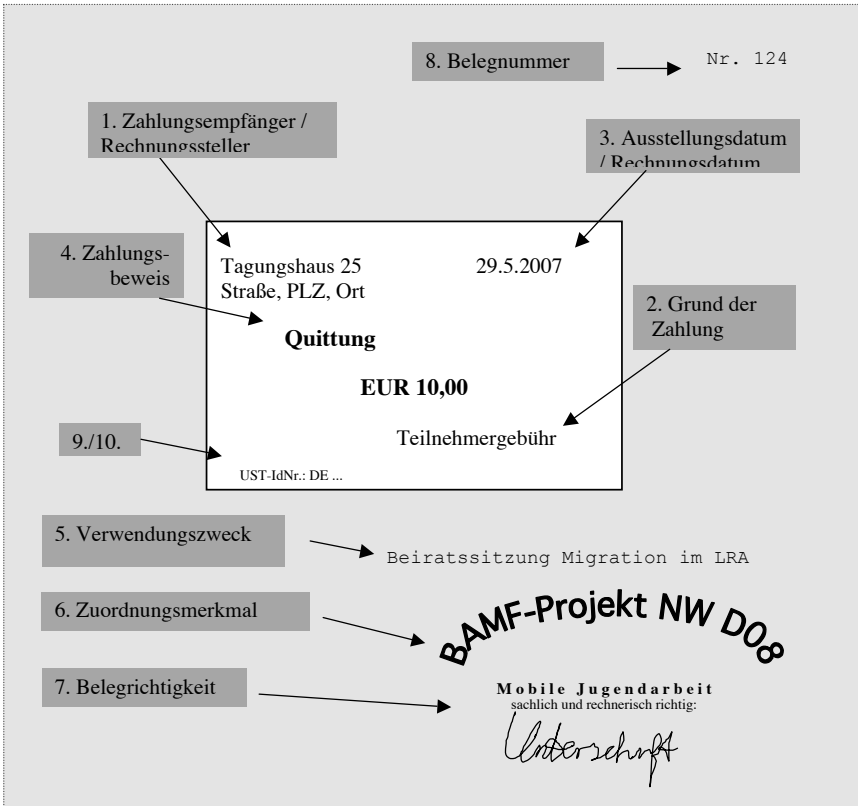 8. Belegnummer
Nr. 124
1. Zahlungsempfänger /
Rechnungssteller
3. Ausstellungsdatum
/ Rechnungsdatum
4. Zahlungs-
beweis
Tagungshaus 25
29.5.2007
Straße, PLZ, Ort
2. Grund der
Zahlung
Quittung
EUR 10,00
Teilnehmergebühr
9./10.
UST-IdNr.: DE ...
5. Verwendungszweck
Beiratssitzung Migration im LRA
6. Zuordnungsmerkmal
BAMF-Projekt NW D08
7. Belegrichtigkeit
Mobile Jugendarbeit
sachlich und rechnerisch richtig:
Unterschrift